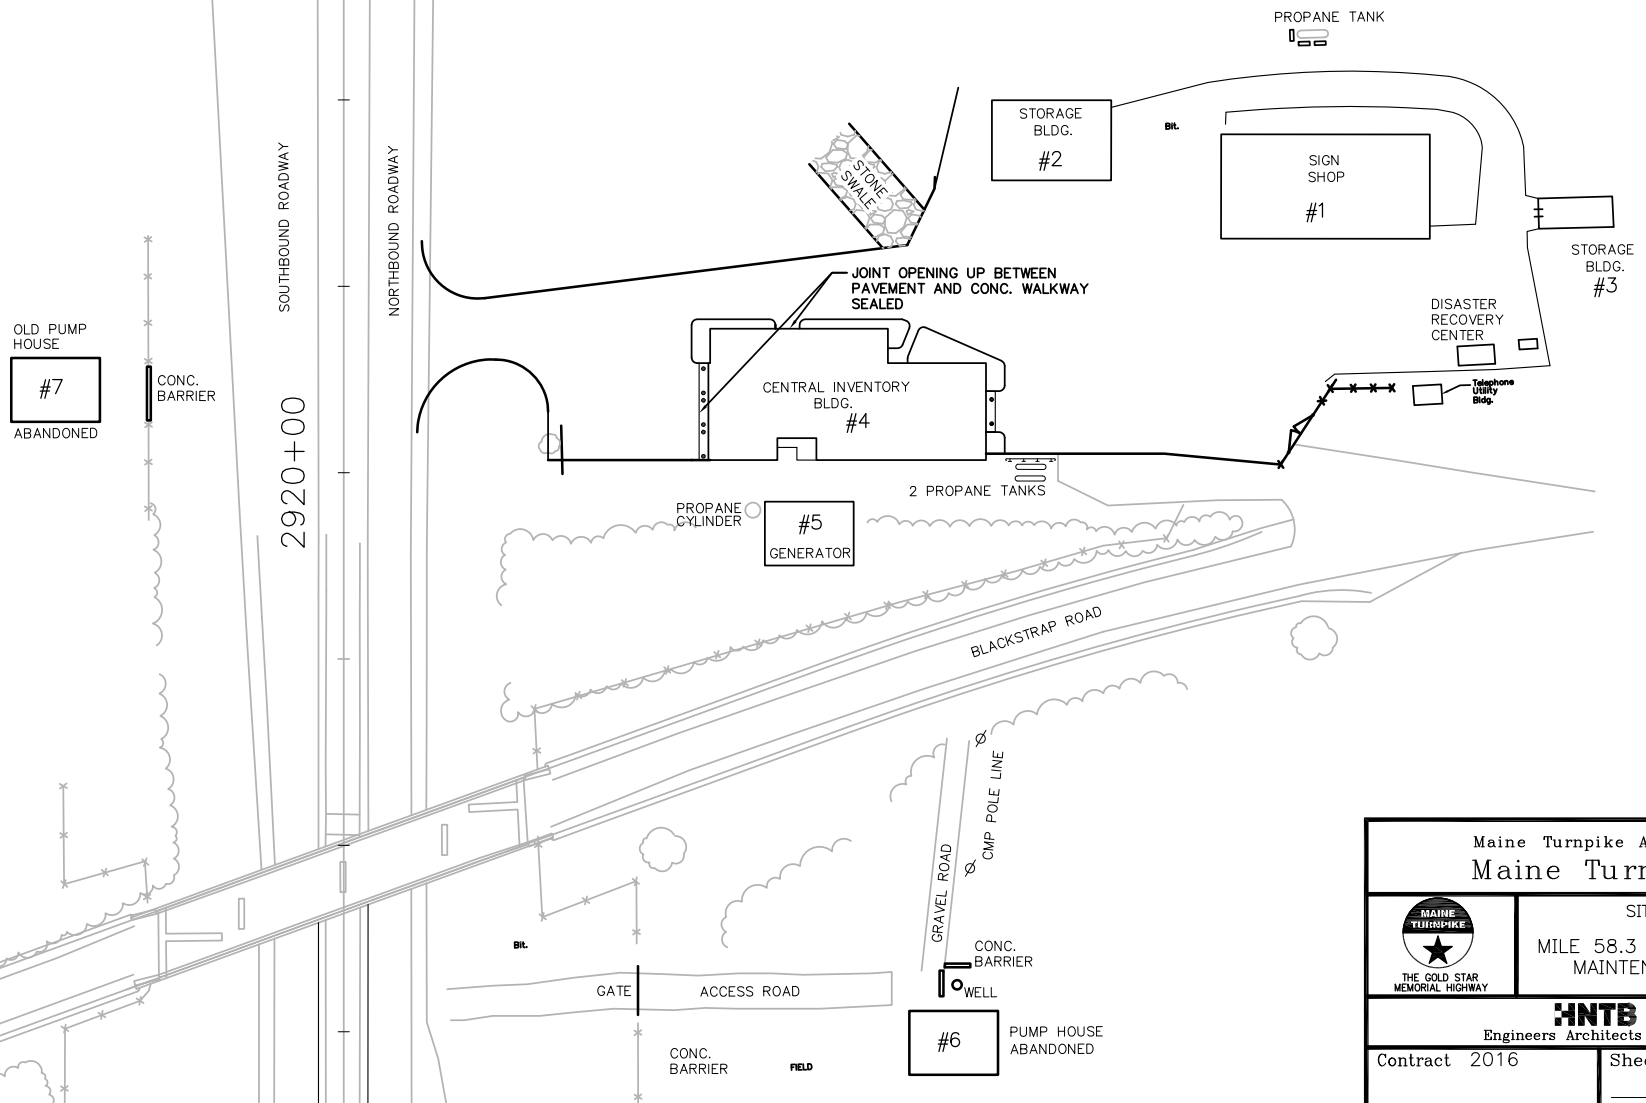 PROPANE TANK
STORAGE
BLDG.
#2
Bit.
SIGN
SHOP
#1
STONE
SWALE
SOUTHBOUND ROADWAY
NORTHBOUND ROADWAY
STORAGE
BLDG.
#3
JOINT OPENING UP BETWEEN
PAVEMENT AND CONC. WALKWAY
SEALED
DISASTER
RECOVERY
CENTER
OLD PUMP
HOUSE
#7
ABANDONED
CONC.
BARRIER
CENTRAL INVENTORY
BLDG.
#4
Telephone
Utility
Bldg.
2920+00
2 PROPANE TANKS
PROPANE
CYLINDER
#5
GENERATOR
BLACKSTRAP ROAD
CMP POLE LINE
GRAVEL ROAD
Bit.
CONC.
BARRIER
WELL
GATE
ACCESS ROAD
#6
PUMP HOUSE
ABANDONED
CONC.
BARRIER
FIELD
Maine Turnpike A
Maine Turn
MAINE
TURNPIKE
THE GOLD STAR
MEMORIAL HIGHWAY
SIT
MILE 58.3
MAINTEN
HNTB
Engineers Architects
Contract 2016
Shee